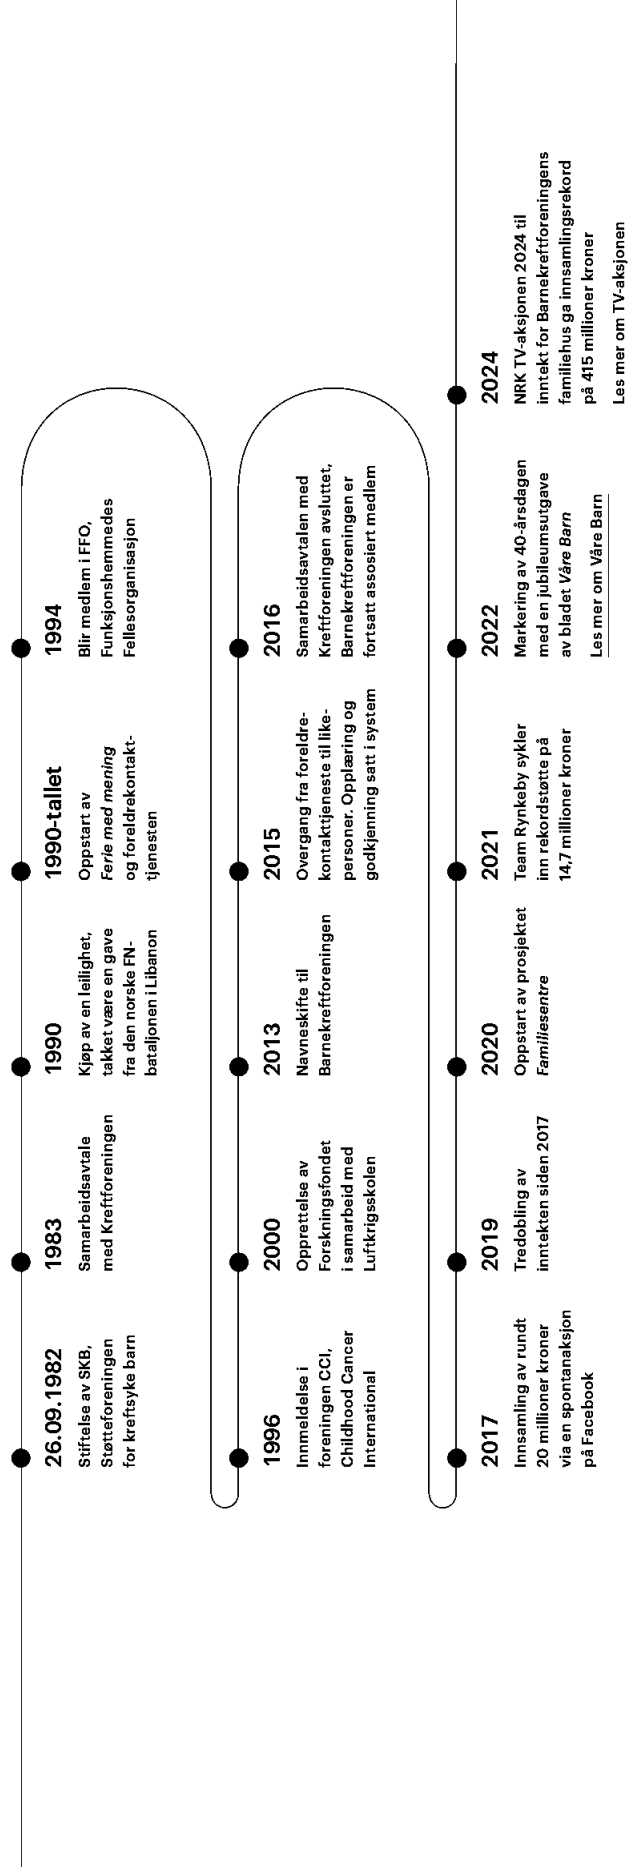 26.09.1982
Stiftelse av SKB,
Støtteforeningen
for kreftsyke barn
1983
Samarbeidsavtale
med Kreftforeningen
1990
Kjøp av en leilighet,
takket være en gave
fra den norske FN-
bataljonen i Libanon
1990-tallet
Oppstart av
Ferie med mening
og foreldrekontakt-
tjenesten
1994
Blir medlem i FFO,
Funksjonshemmedes
Fellesorganisasjon
1996
Innmeldelse i
foreningen CCI,
Childhood Cancer
International
2000
Opprettelse av
Forskningsfondet
i samarbeid med
Luftkrigsskolen
2013
Navneskifte til
Barnekreftforeningen
2015
Overgang fra foreldre-
kontakttjeneste til like-
personer. Opplæring og
godkjenning satt i system
2016
Samarbeidsavtalen med
Kreftforeningen avsluttet,
Barnekreftforeningen er
fortsatt assosiert medlem
2017
Innsamling av rundt
20 millioner kroner
via en spontanaksjon
på Facebook
2019
Tredobling av
inntekten siden 2017
2020
Oppstart av prosjektet
Familiesentre
2021
Team Rynkeby sykler
inn rekordstøtte på
14,7 millioner kroner
2022
Markering av 40-årsdagen
med en jubileumsutgave
av bladet Våre Barn
Les mer om Våre Barn
2024
NRK TV-aksjonen 2024 til
inntekt for Barnekreftforeningens
familiehus ga innsamlingsrekord
på 415 millioner kroner
Les mer om TV-aksjonen